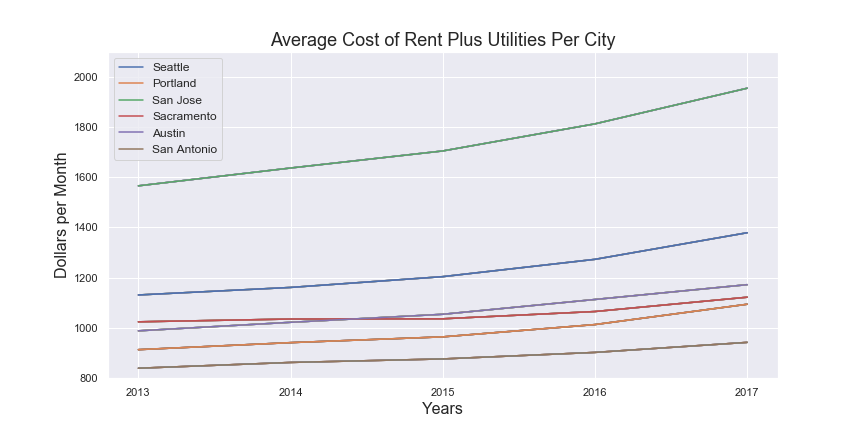 Average Cost of Rent Plus Utilities Per City
Seattle
Portland
San Jose
Sacramento
Austin
San Antonio
Dollars per Month
2000
1800
1600
1400
1200
1000
800
2013
2014
2015
2016
2017
Years